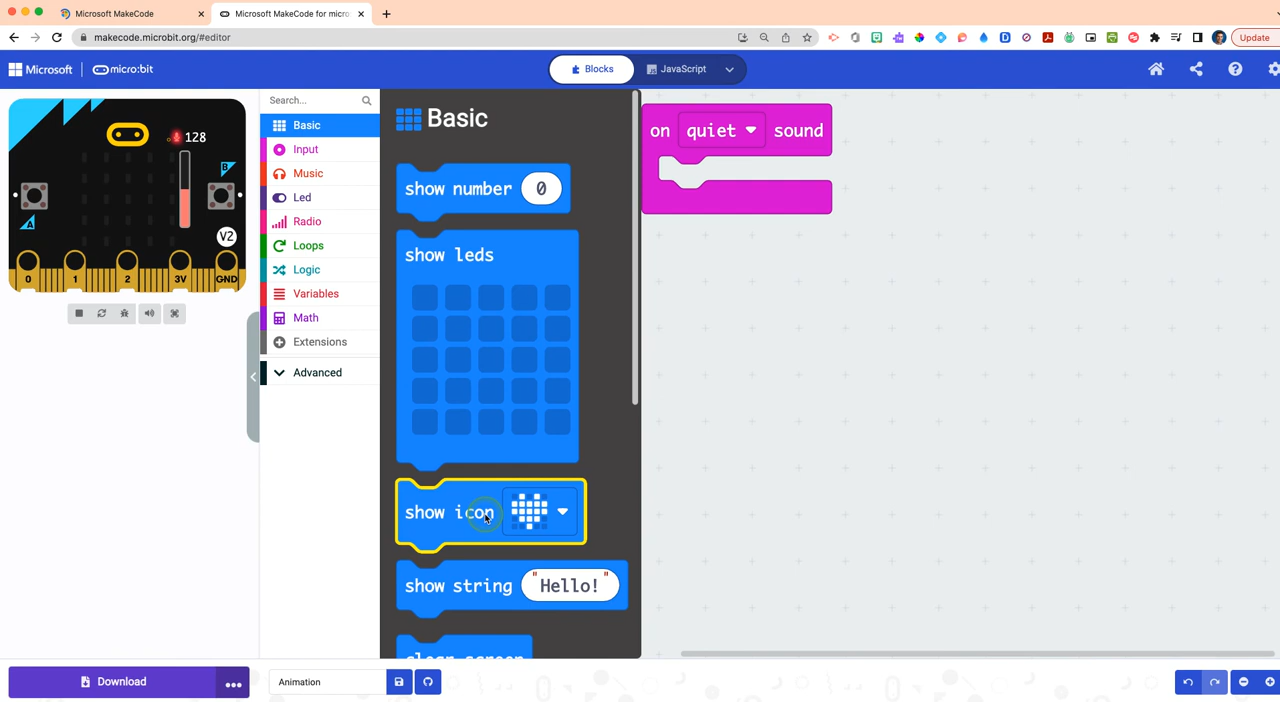 Microsoft MakeCode
Microsoft MakeCode for micro
makecode.microbit.org/#editor
Update
Microsoft
micro:bit
Blocks
JavaScript
128
B
A
V2
0 1 2 3V GND
Search...
Basic
Input
Music
Led
Radio
Loops
Logic
Variables
Math
Extensions
Advanced
Basic
show number 0
show leds
show icon
show string "Hello!"
clear screen
on quiet sound
Download
Animation